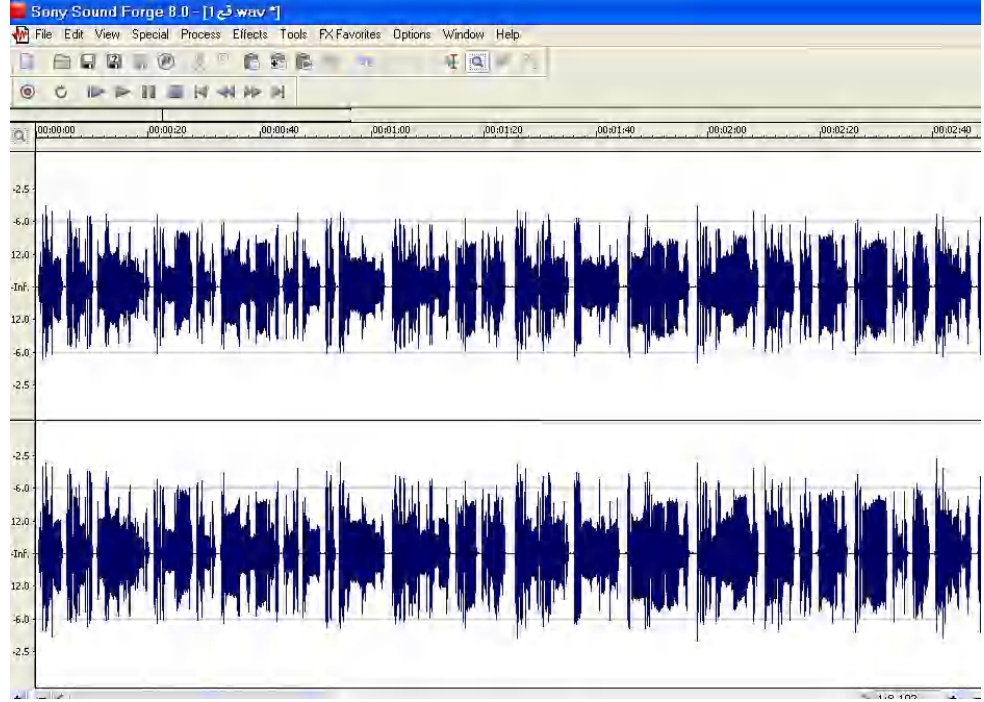 Sony Sound Forge 8.0 - [قع1.wav *]
File Edit View Special Process Effects Tools FX Favorites Options Window Help
00:00:00 00:00:20 00:00:40 00:01:00 00:01:20 00:01:40 00:02:00 00:02:20 00:02:40
-2.5
-6.0
12.0
-Inf.
12.0
-6.0
-2.5
-2.5
-6.0
12.0
-Inf.
12.0
-6.0
-2.5